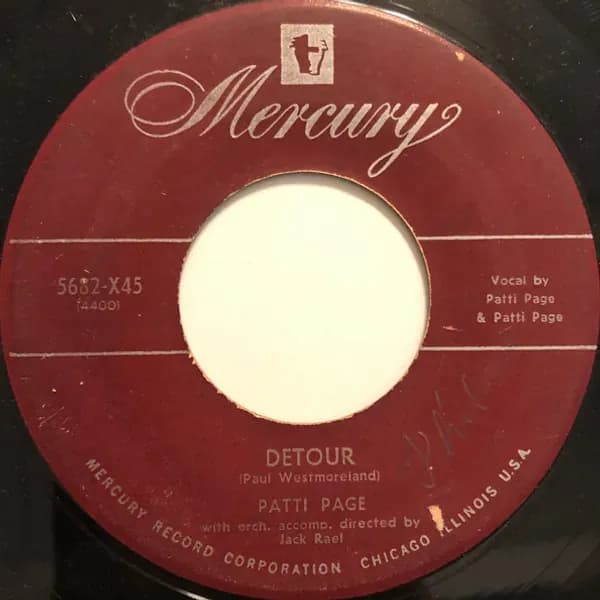 Mercury
5682-X45
(4400)
Vocal by
Patti Page
& Patti Page
DETOUR
(Paul Westmoreland)
PATTI PAGE
with orch. accomp. directed by
Jack Rael
MERCURY RECORD CORPORATION CHICAGO ILLINOIS U.S.A.